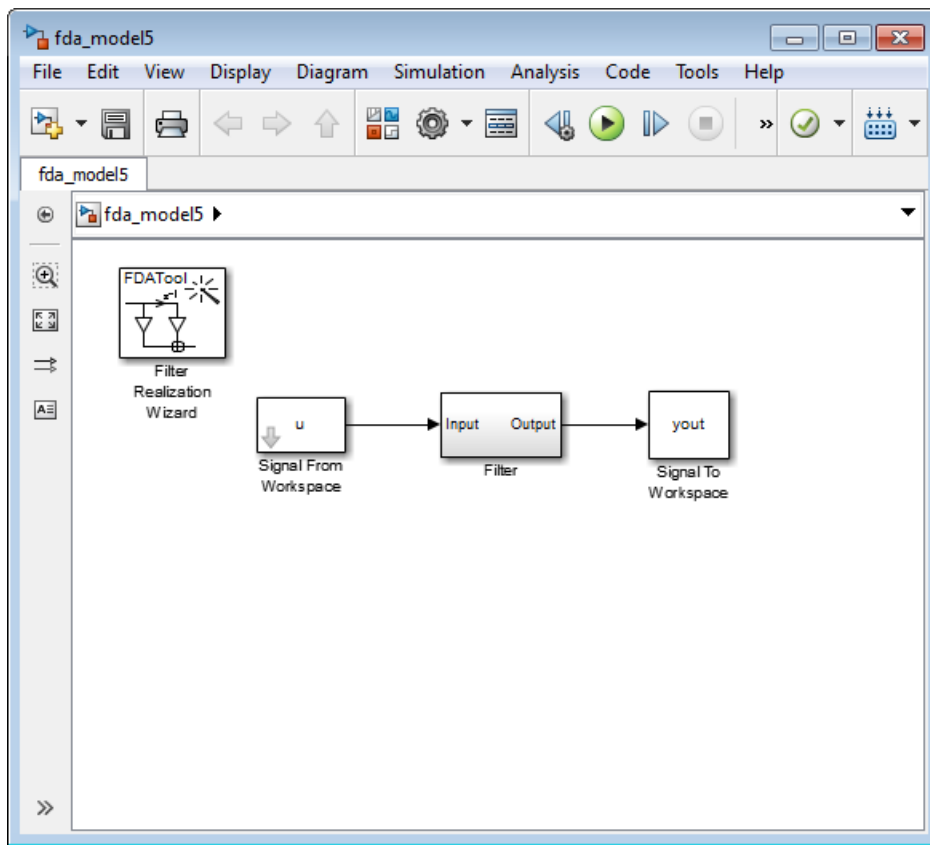 fda_model5
File Edit View Display Diagram Simulation Analysis Code Tools Help
»
fda_model5
fda_model5
FDATool
z-1
Filter
Realization
Wizard
u
Signal From
Workspace
Input Output
Filter
yout
Signal To
Workspace
A
»